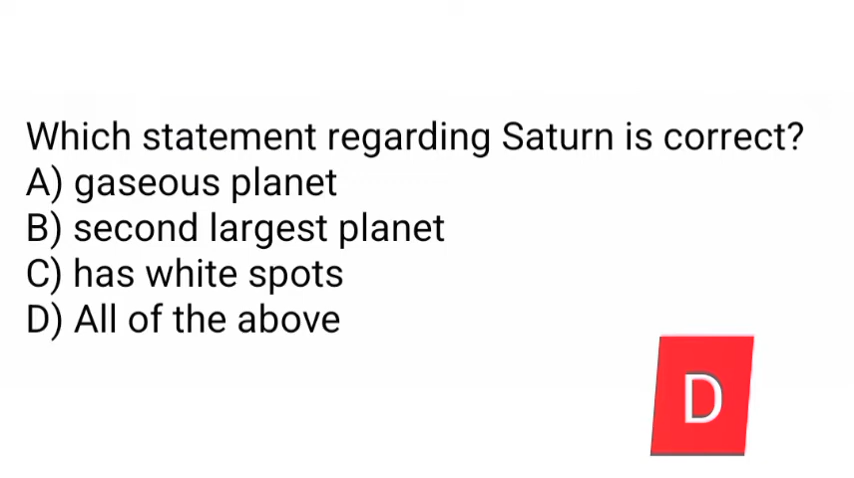 Which statement regarding Saturn is correct?
A) gaseous planet
B) second largest planet
C) has white spots
D) All of the above
D